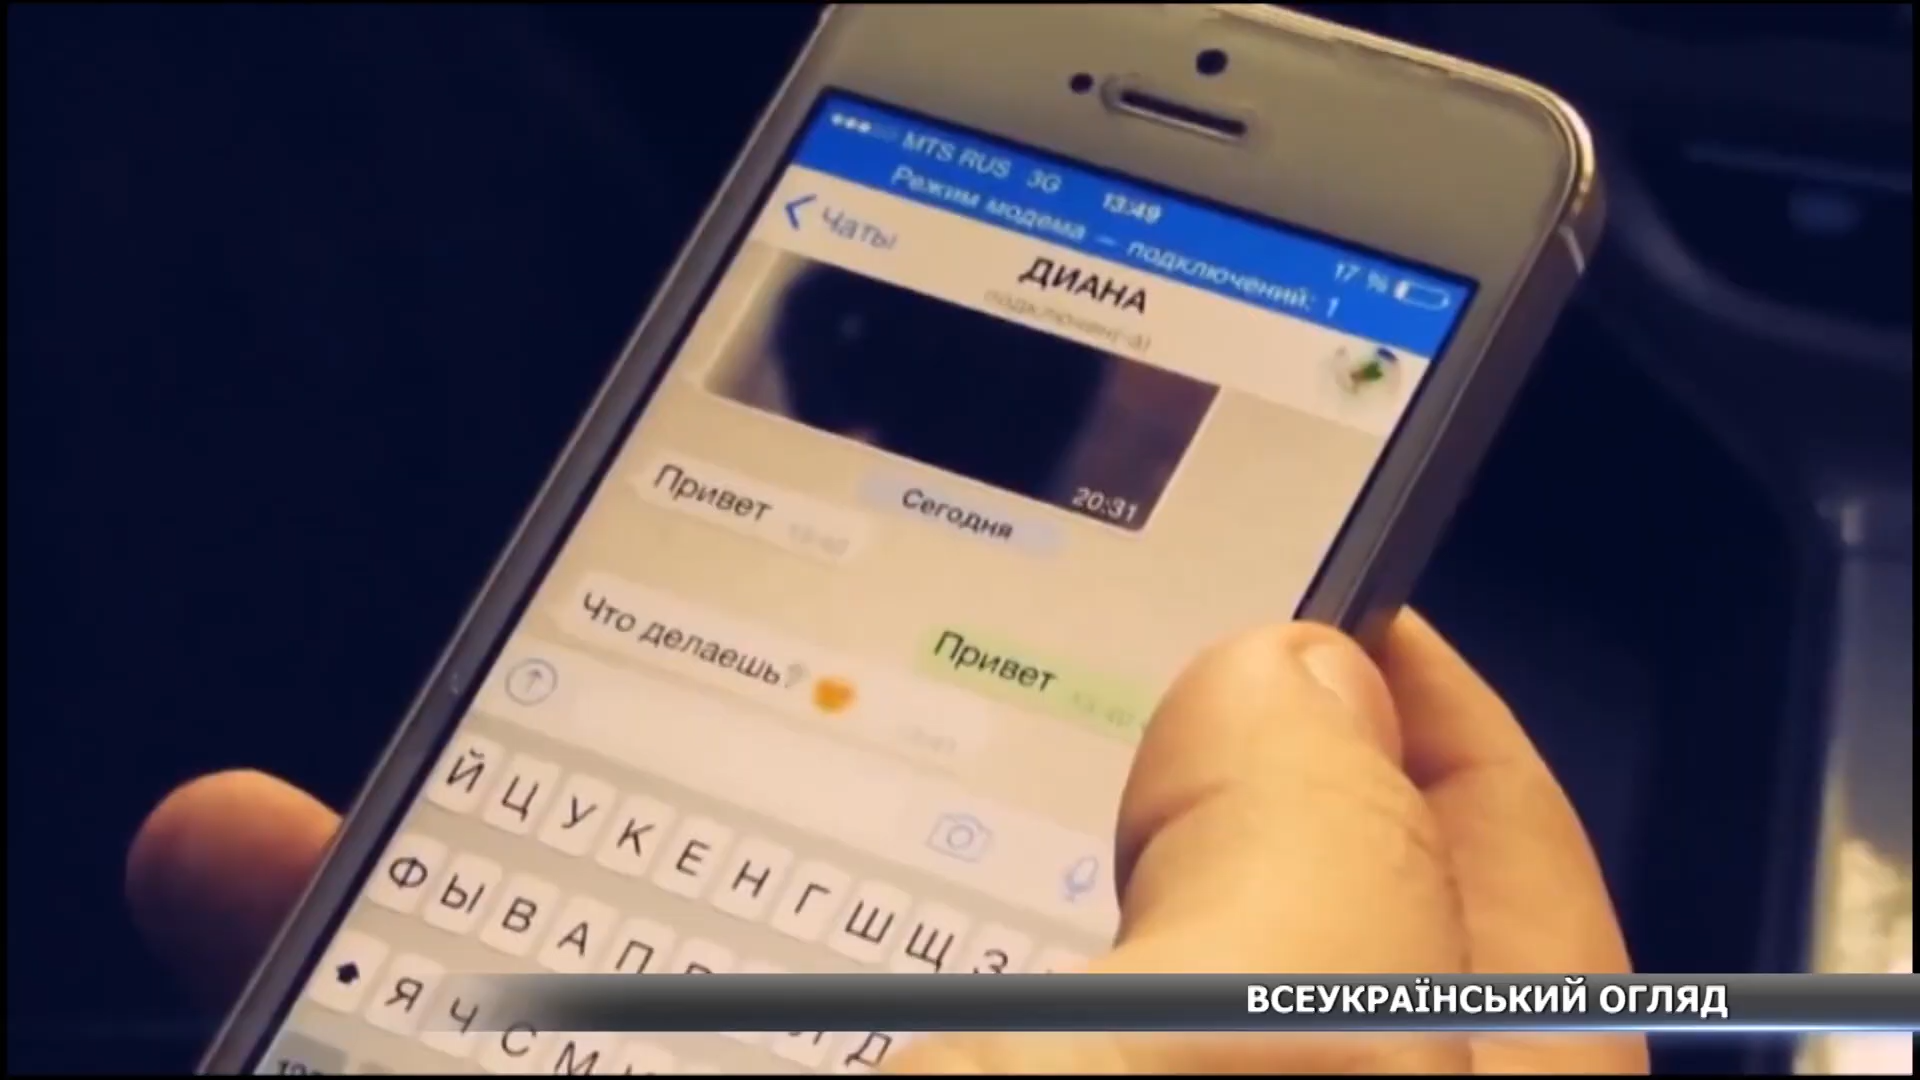 MTS RUS 3G 13:49 17 %
Режим модема — подключений: 1
Чаты
ДИАНА
подключен(-а)
20:31
Сегодня
Привет
Привет
Что делаешь?
Й Ц У К Е Н Г Ш Щ З
Ф Ы В А П Р Л Д
Я Ч С М
ВСЕУКРАЇНСЬКИЙ ОГЛЯД